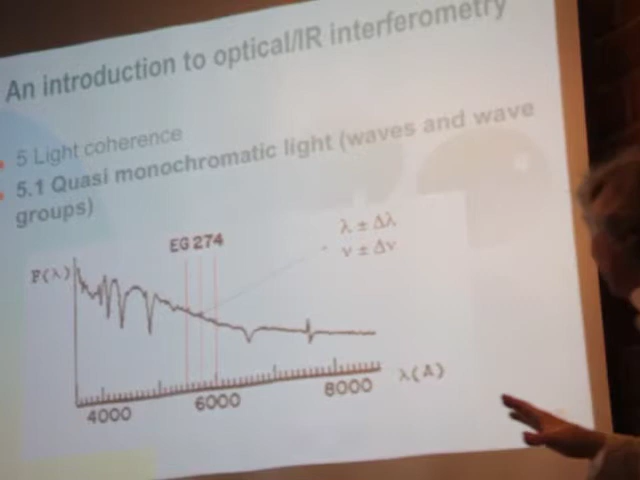 An introduction to optical/IR interferometry
5 Light coherence
5.1 Quasi monochromatic light (waves and wave
groups)
EG 274
λ ± Δλ
ν ± Δν
F(λ)
λ(A)
4000
6000
8000